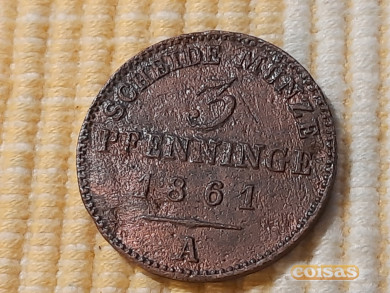 SCHEIDE MÜNZE
3
PFENNINGE
1861
A
coisas